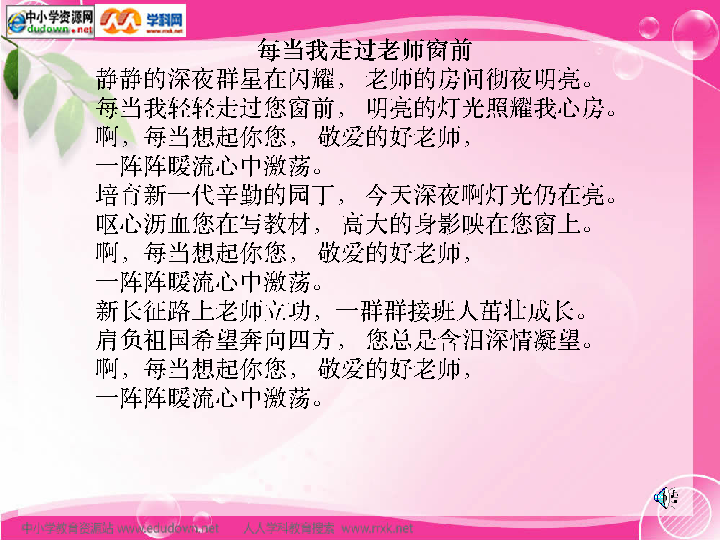 中小学资源网
edudown.net
学科网
www.nxk.net
每当我走过老师窗前
静静的深夜群星在闪耀， 老师的房间彻夜明亮。
每当我轻轻走过您窗前， 明亮的灯光照耀我心房。
啊，每当想起你您， 敬爱的好老师，
一阵阵暖流心中激荡。
培育新一代辛勤的园丁， 今天深夜啊灯光仍在亮。
呕心沥血您在写教材， 高大的身影映在您窗上。
啊，每当想起你您， 敬爱的好老师，
一阵阵暖流心中激荡。
新长征路上老师立功，一群群接班人茁壮成长。
肩负祖国希望奔向四方， 您总是含泪深情凝望。
啊，每当想起你您， 敬爱的好老师，
一阵阵暖流心中激荡。
中小学教育资源站 www.edudown.net 人人学科教育搜索 www.rrxk.net